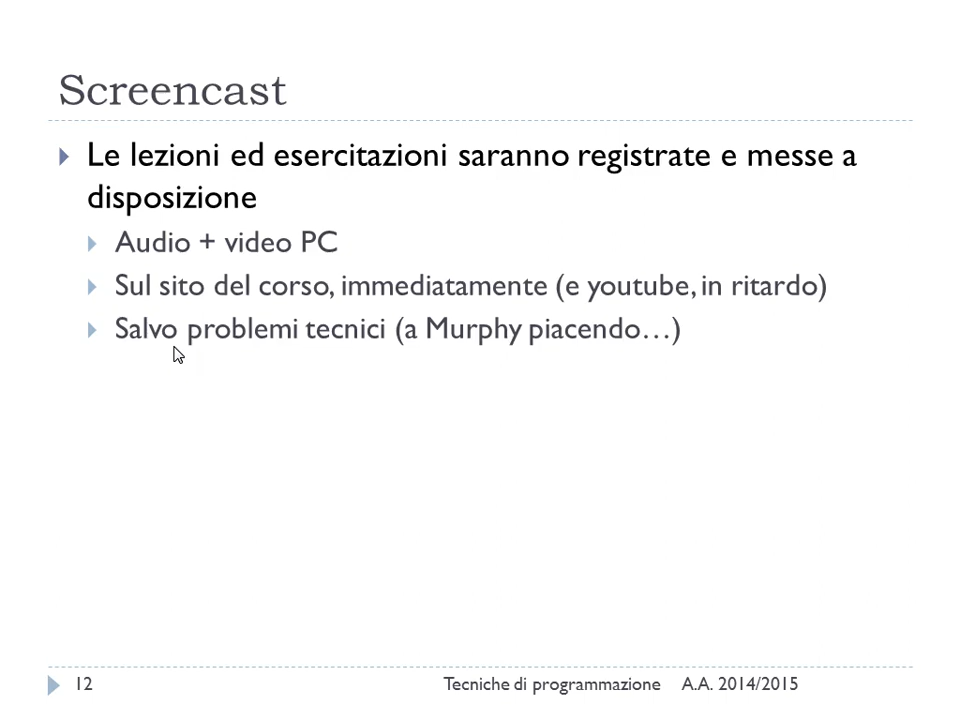 Screencast
Le lezioni ed esercitazioni saranno registrate e messe a
disposizione
Audio + video PC
Sul sito del corso, immediatamente (e youtube, in ritardo)
Salvo problemi tecnici (a Murphy piacendo…)
12 Tecniche di programmazione A.A. 2014/2015